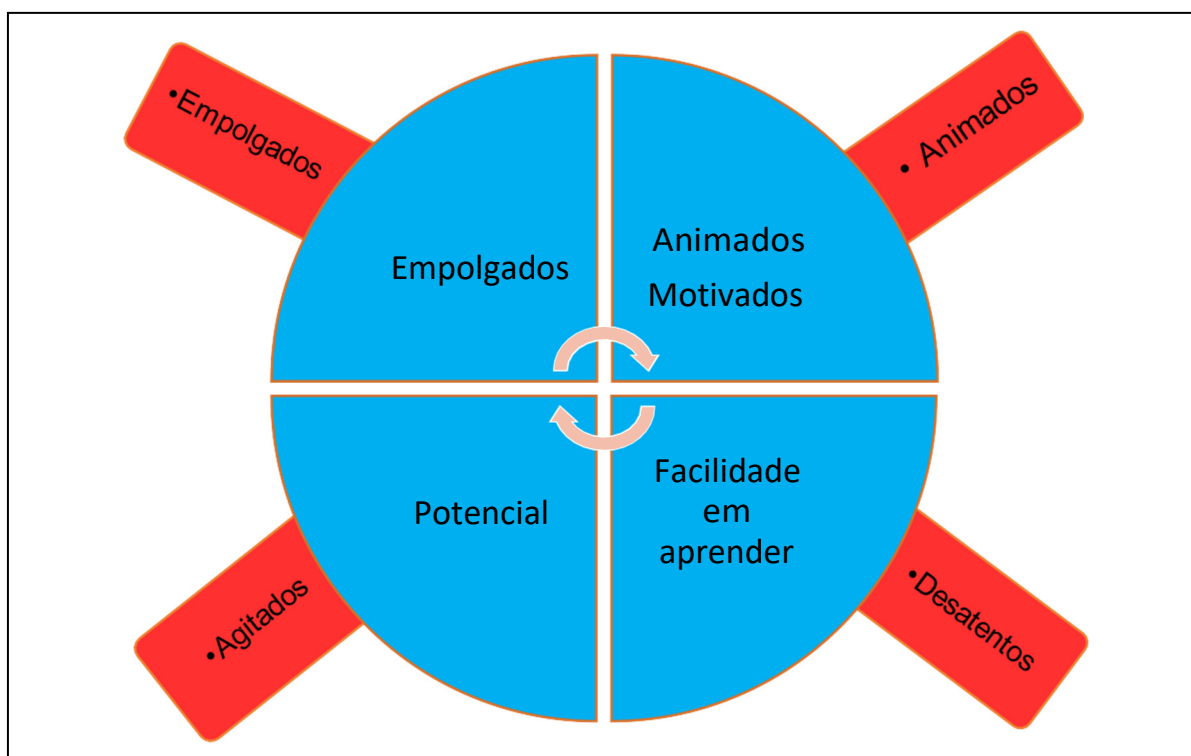 •Empolgados
• Animados
Empolgados
Animados
Motivados
Potencial
Facilidade
em
aprender
•Agitados
•Desatentos